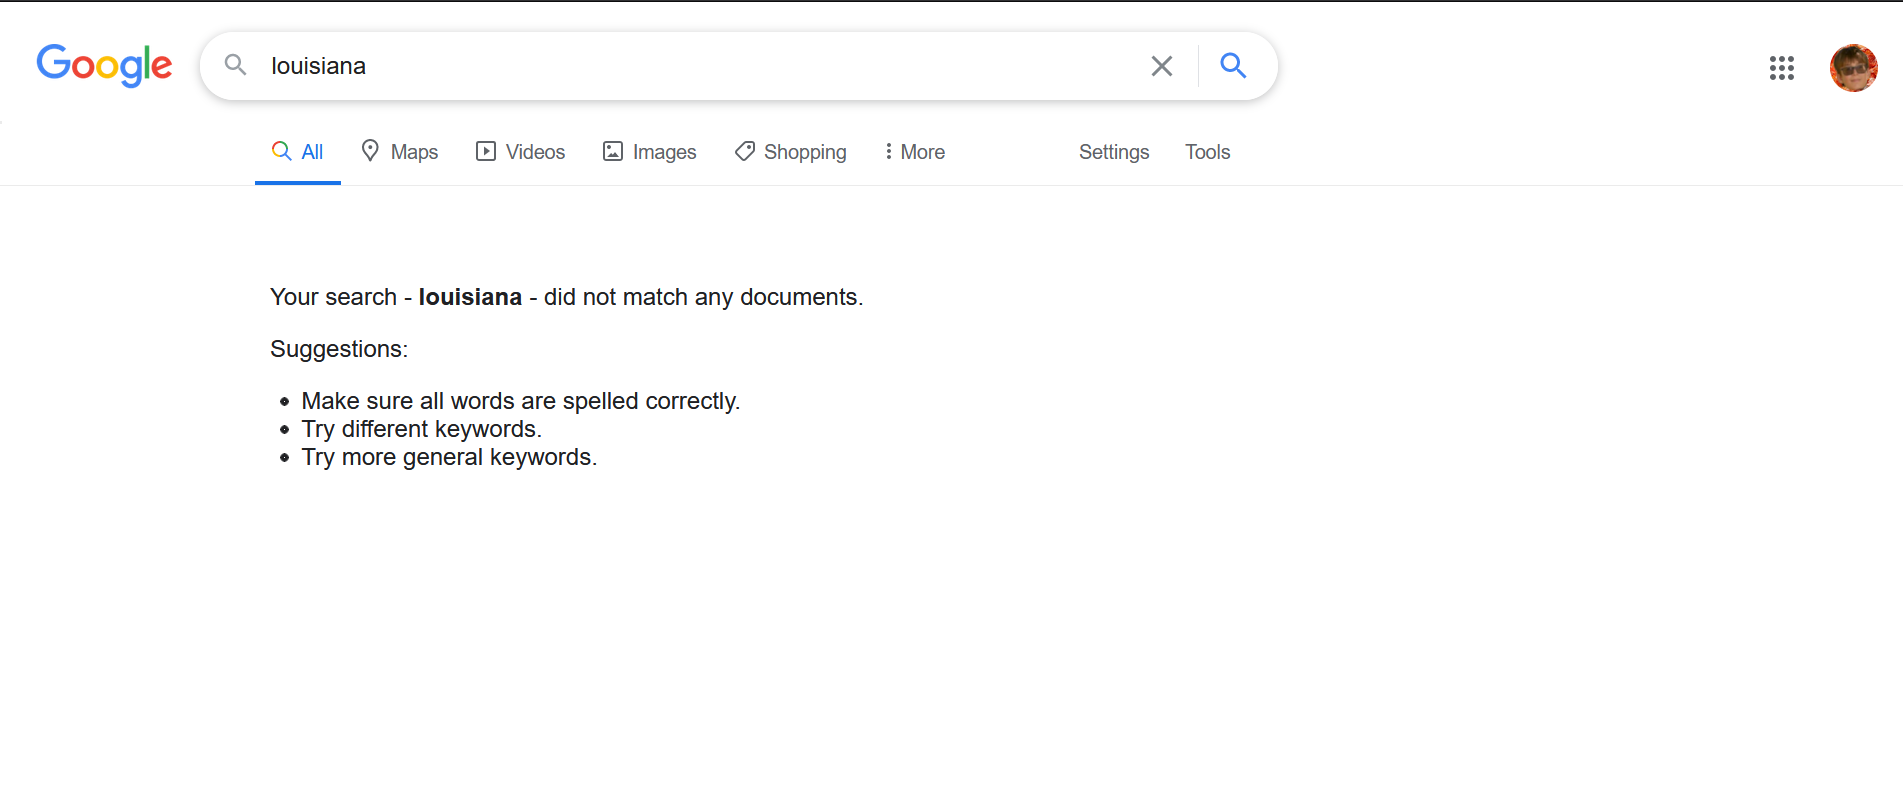 Google
louisiana
All Maps Videos Images Shopping More Settings Tools
Your search - louisiana - did not match any documents.
Suggestions:
Make sure all words are spelled correctly.
Try different keywords.
Try more general keywords.